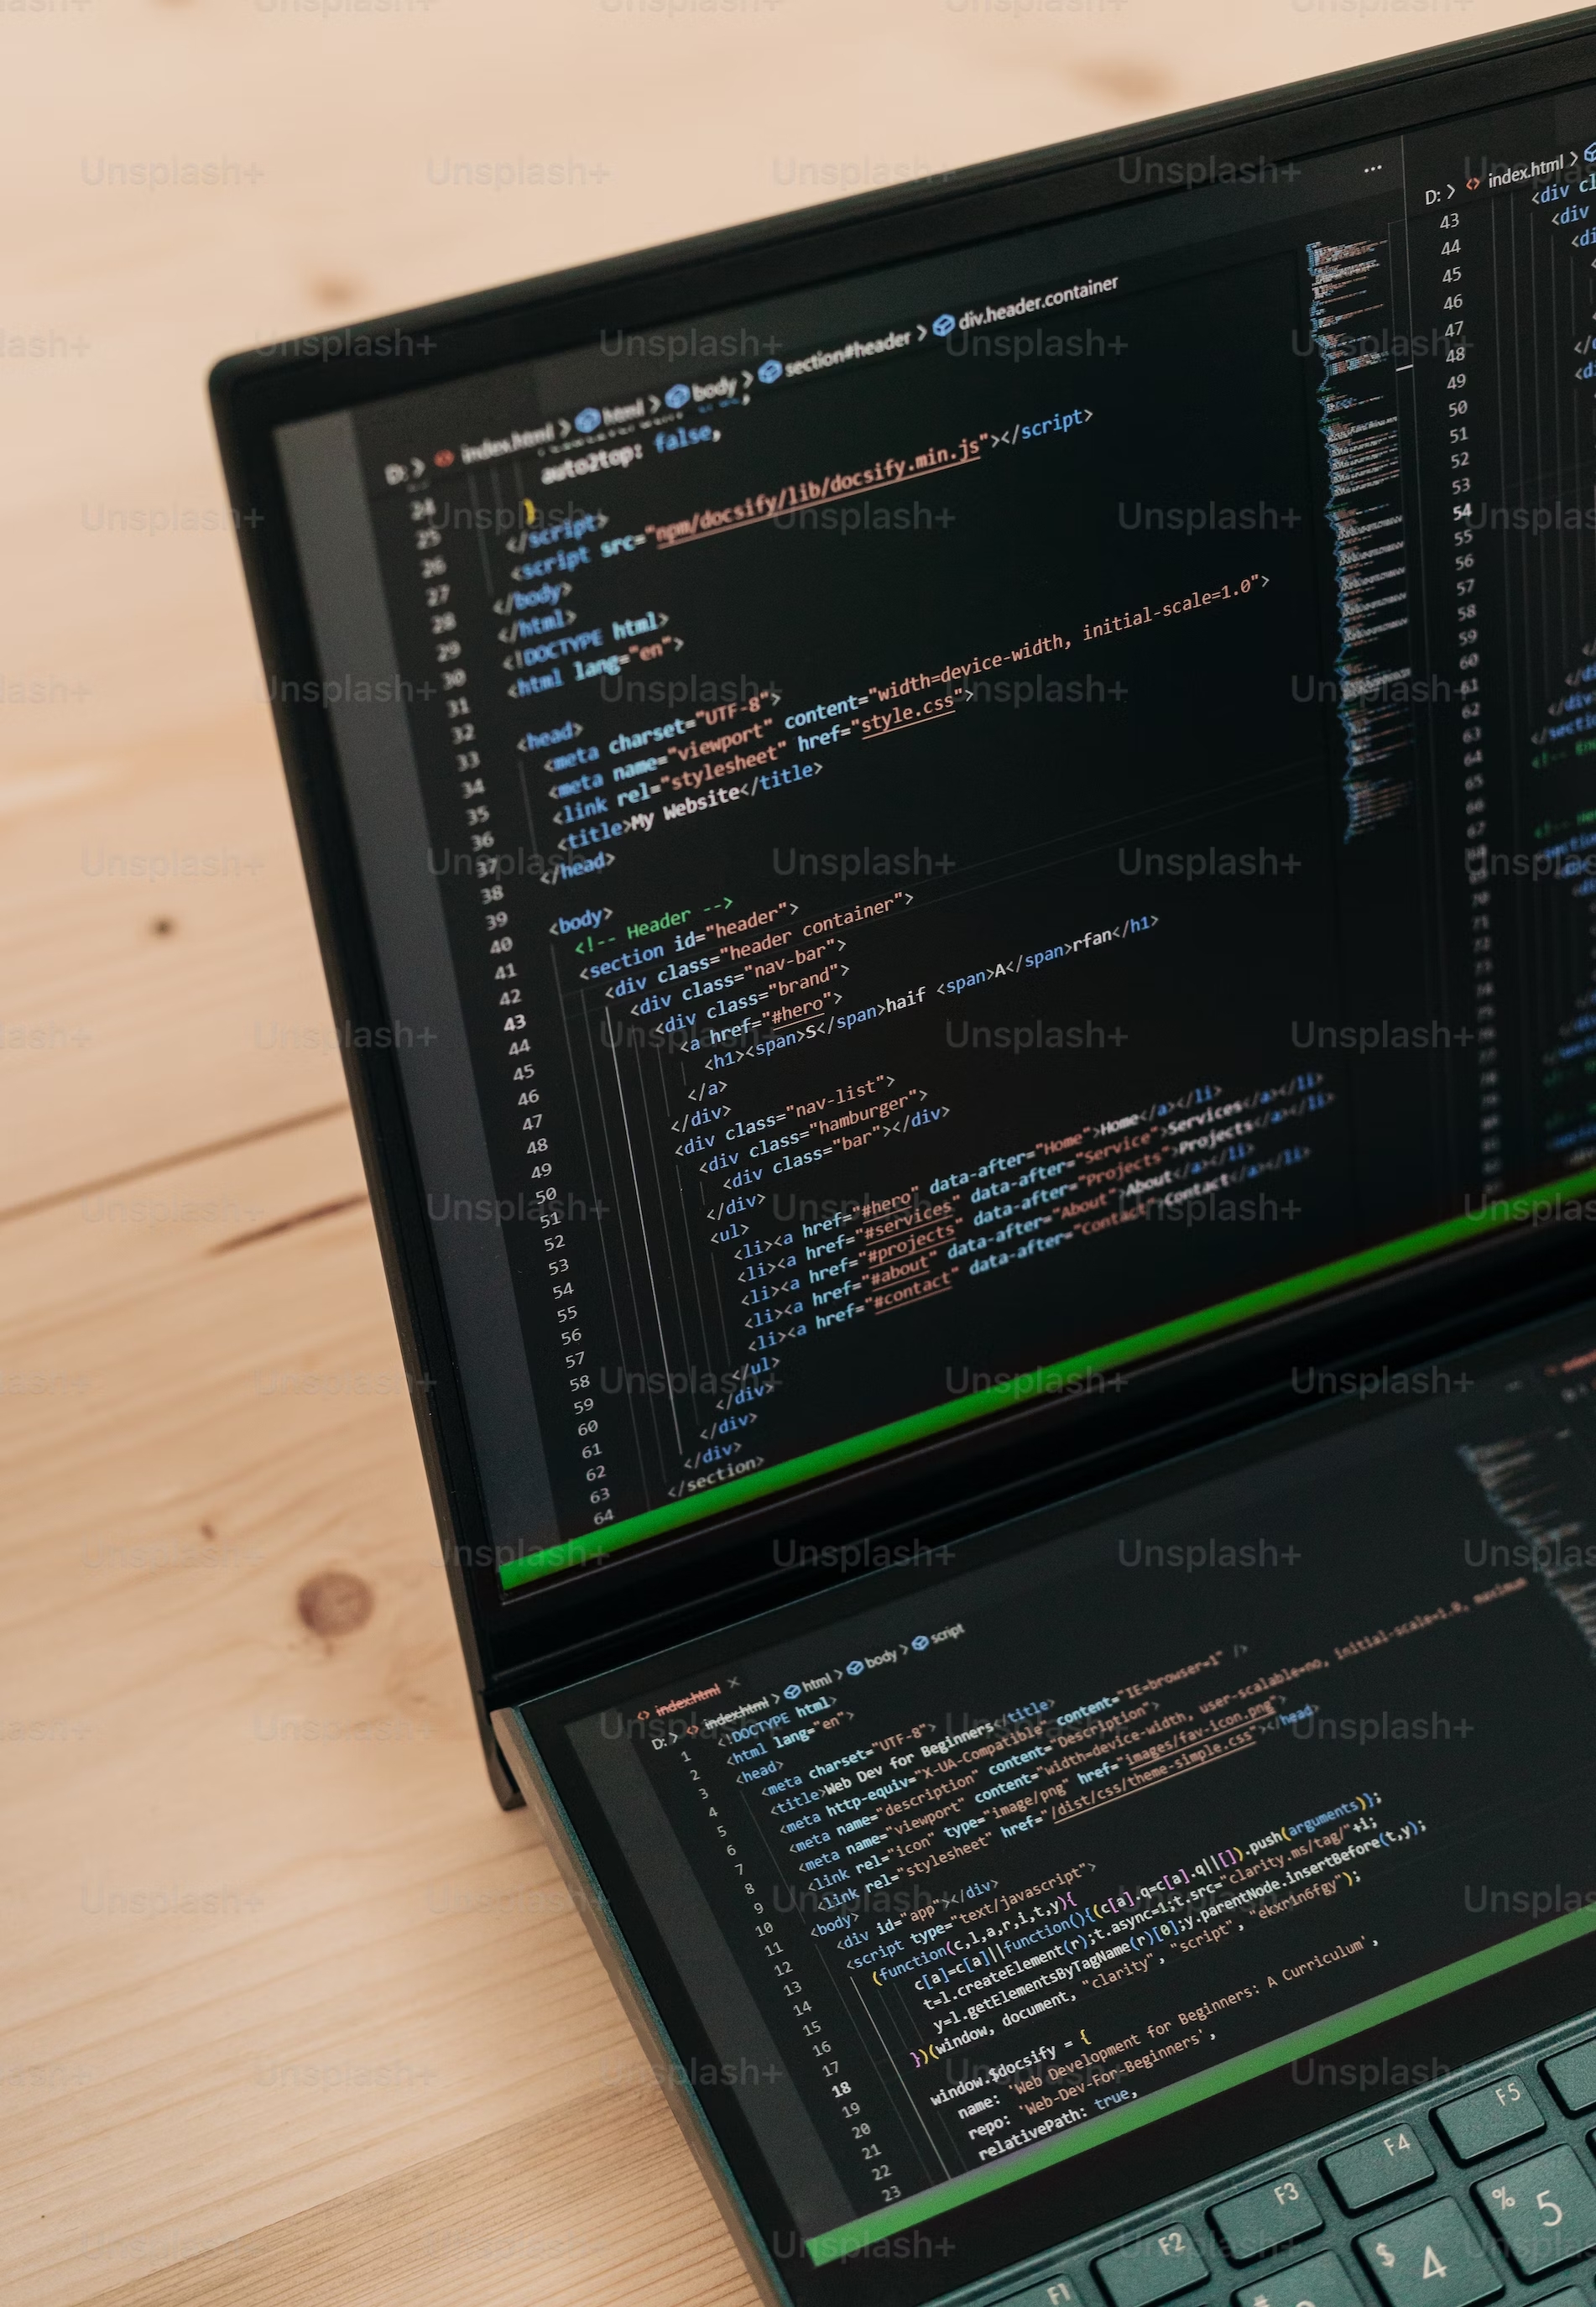 D: > index.html > html > body > section#header > div.header.container
auto2top: false,
24 }
25 </script>
26 <script src="npm/docsify/lib/docsify.min.js"></script>
27 </body>
28 </html>
29 <!DOCTYPE html>
30 <html lang="en">
31
32 <head>
33 <meta charset="UTF-8">
34 <meta name="viewport" content="width=device-width, initial-scale=1.0">
35 <link rel="stylesheet" href="style.css">
36 <title>My Website</title>
37 </head>
38
39 <body>
40 <!-- Header -->
41 <section id="header">
42 <div class="header container">
43 <div class="nav-bar">
44 <div class="brand">
45 <a href="#hero">
46 <h1><span>S</span>haif <span>A</span>rfan</h1>
47 </a>
48 </div>
49 <div class="nav-list">
50 <div class="hamburger">
51 <div class="bar"></div>
52 </div>
53 <ul>
54 <li><a href="#hero" data-after="Home">Home</a></li>
55 <li><a href="#services" data-after="Service">Services</a></li>
56 <li><a href="#projects" data-after="Projects">Projects</a></li>
57 <li><a href="#about" data-after="About">About</a></li>
58 <li><a href="#contact" data-after="Contact">Contact</a></li>
59 </ul>
60 </div>
61 </div>
62 </div>
63 </section>
64
D: > index.html >
43 <div
44 <div
45 <di
46
47
48
49
50
51
52
53
54
55
56
57
58
59
60
61
62
63
64
65
66
67
index.html
D: > index.html > html > body > script
1 <!DOCTYPE html>
2 <html lang="en">
3 <head>
4 <meta charset="UTF-8">
5 <title>Web Dev for Beginners</title>
6 <meta http-equiv="X-UA-Compatible" content="IE=browser=1" />
7 <meta name="description" content="Description">
8 <meta name="viewport" content="width=device-width, user-scalable=no, initial-scale=1.0, maximum
9 <link rel="icon" type="image/png" href="images/fav-icon.png">
10 <link rel="stylesheet" href="/dist/css/theme-simple.css"></head>
11 <body>
12 <div id="app"></div>
13 <script type="text/javascript">
14 (function(c,l,a,r,i,t,y){
15 c[a]=c[a]||function(){(c[a].q=c[a].q||[]).push(arguments)};
16 t=l.createElement(r);t.async=1;t.src="clarity.ms/tag/"+i;
17 y=l.getElementsByTagName(r)[0];y.parentNode.insertBefore(t,y);
18 })(window, document, "clarity", "script", "ekxn1n6fgy");
19
20 window.$docsify = {
21 name: 'Web Development for Beginners: A Curriculum',
22 repo: 'Web-Dev-For-Beginners',
23 relativePath: true,
F1 F2 F3 F4 F5
$ 4 % 5
Unsplash+